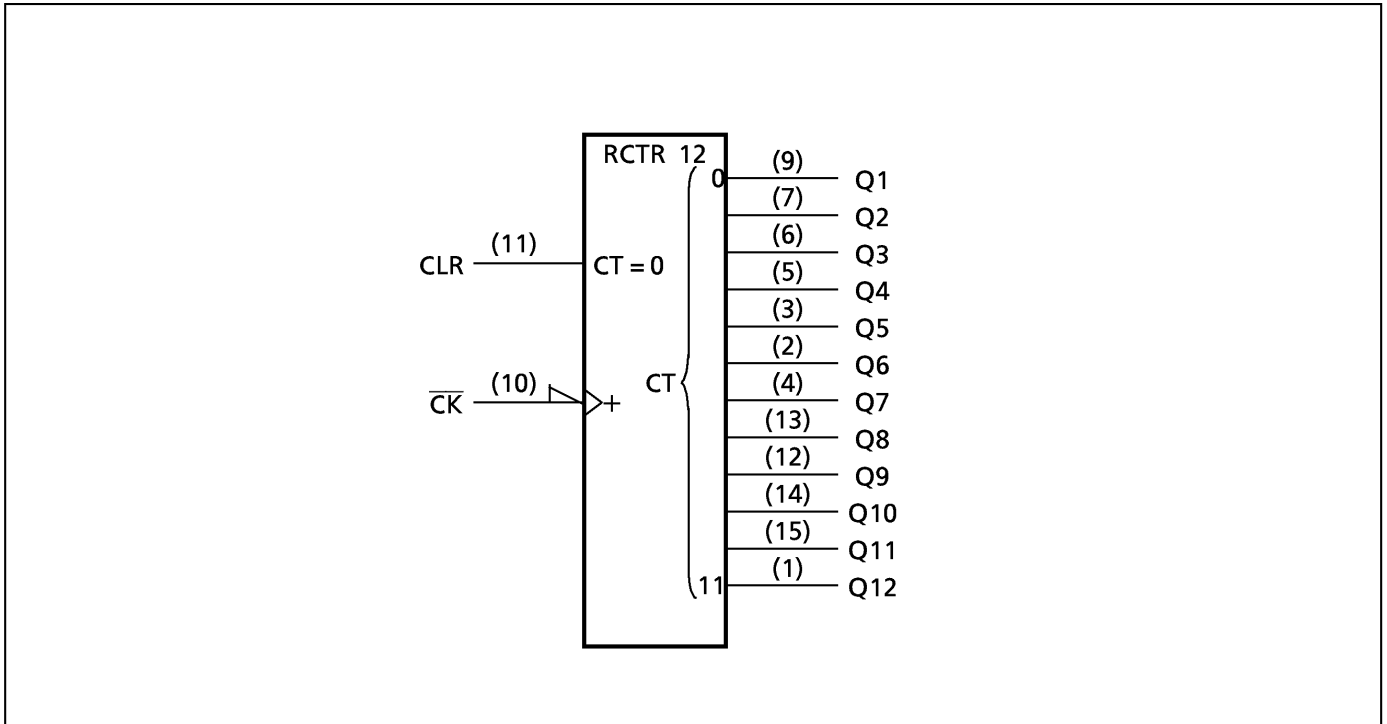 RCTR 12
0 (9) Q1
(7) Q2
(6) Q3
CLR (11) CT = 0
(5) Q4
(3) Q5
(2) Q6
C̅K̅ (10) + CT
(4) Q7
(13) Q8
(12) Q9
(14) Q10
(15) Q11
11 (1) Q12